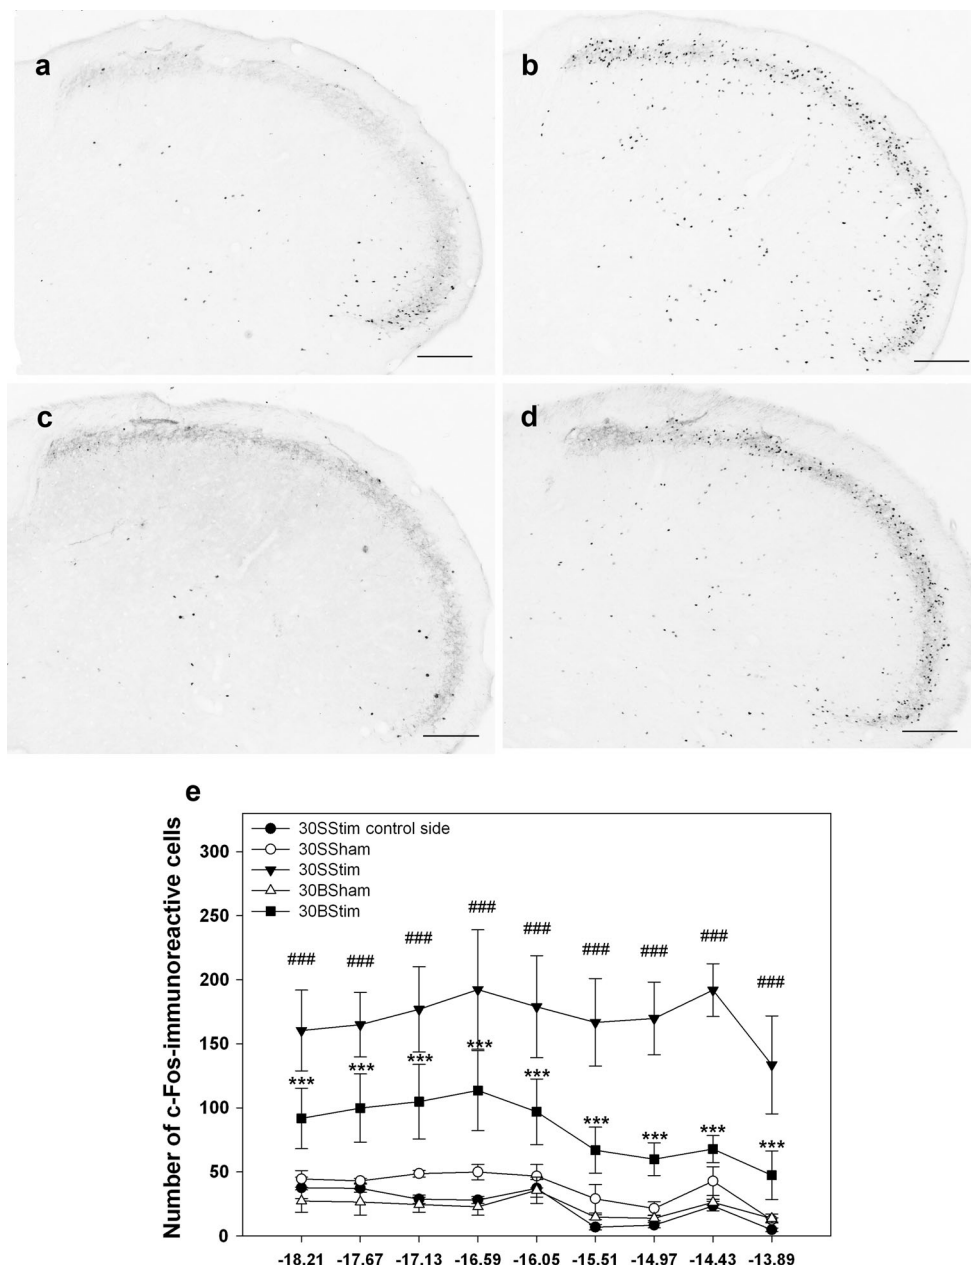 a
b
c
d
e
Number of c-Fos-immunoreactive cells
300
250
200
150
100
50
0
30SStim control side
30SSham
30SStim
30BSham
30BStim
### ### ### ### ### ### ### ### ###
*** *** *** *** *** *** *** *** ***
-18.21 -17.67 -17.13 -16.59 -16.05 -15.51 -14.97 -14.43 -13.89